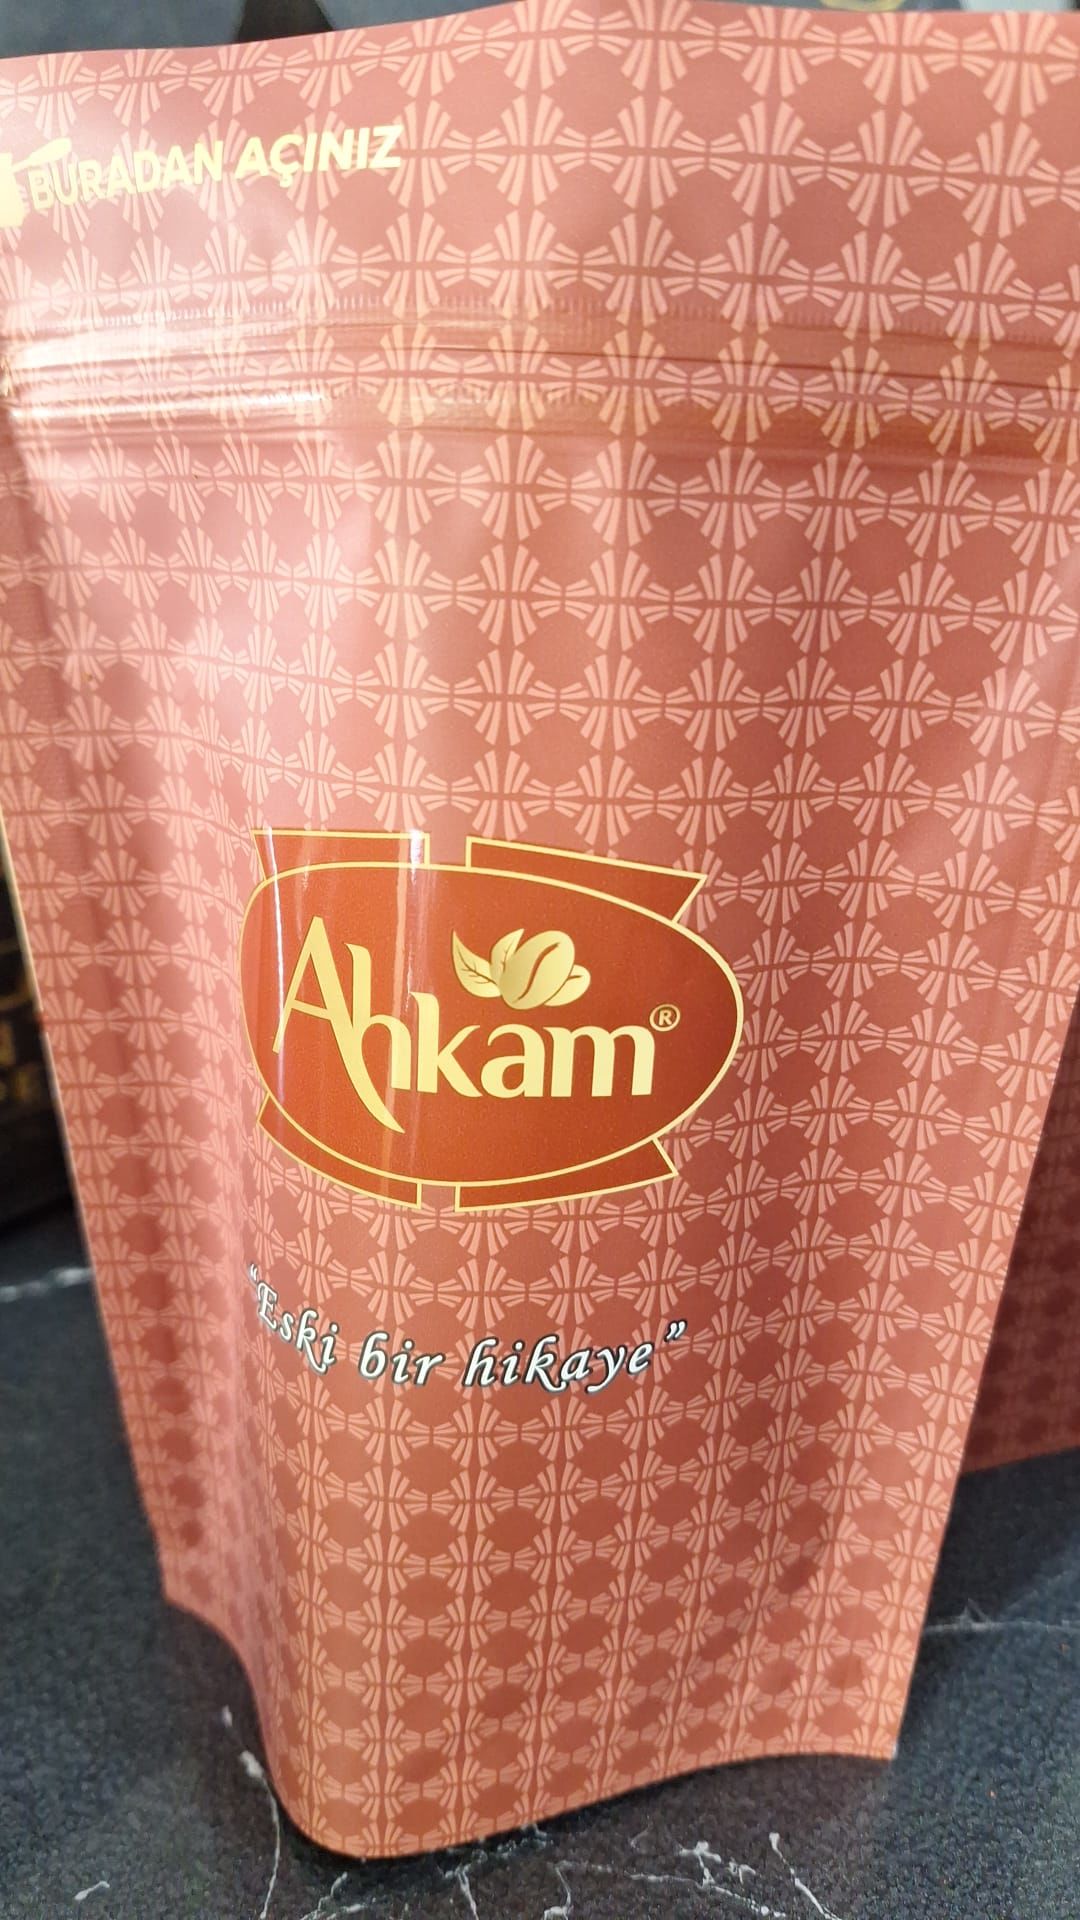 BURADAN AÇINIZ
Ahkam®
"Eski bir hikaye"